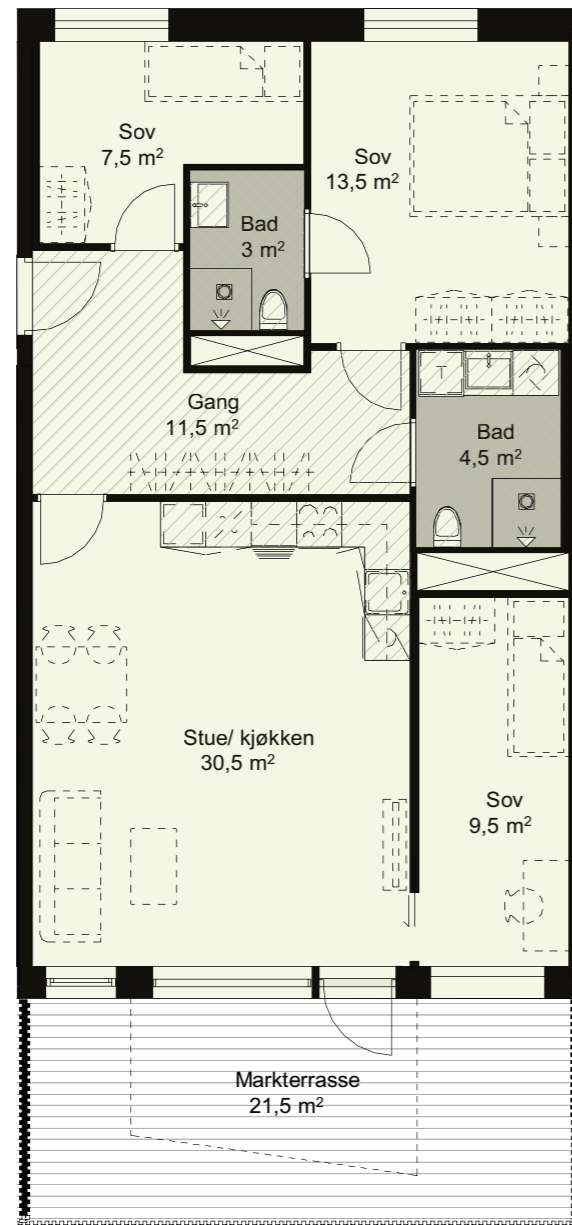 Sov
7,5 m²
Sov
13,5 m²
Bad
3 m²
Gang
11,5 m²
T
Bad
4,5 m²
Stue/ kjøkken
30,5 m²
Sov
9,5 m²
Markterrasse
21,5 m²